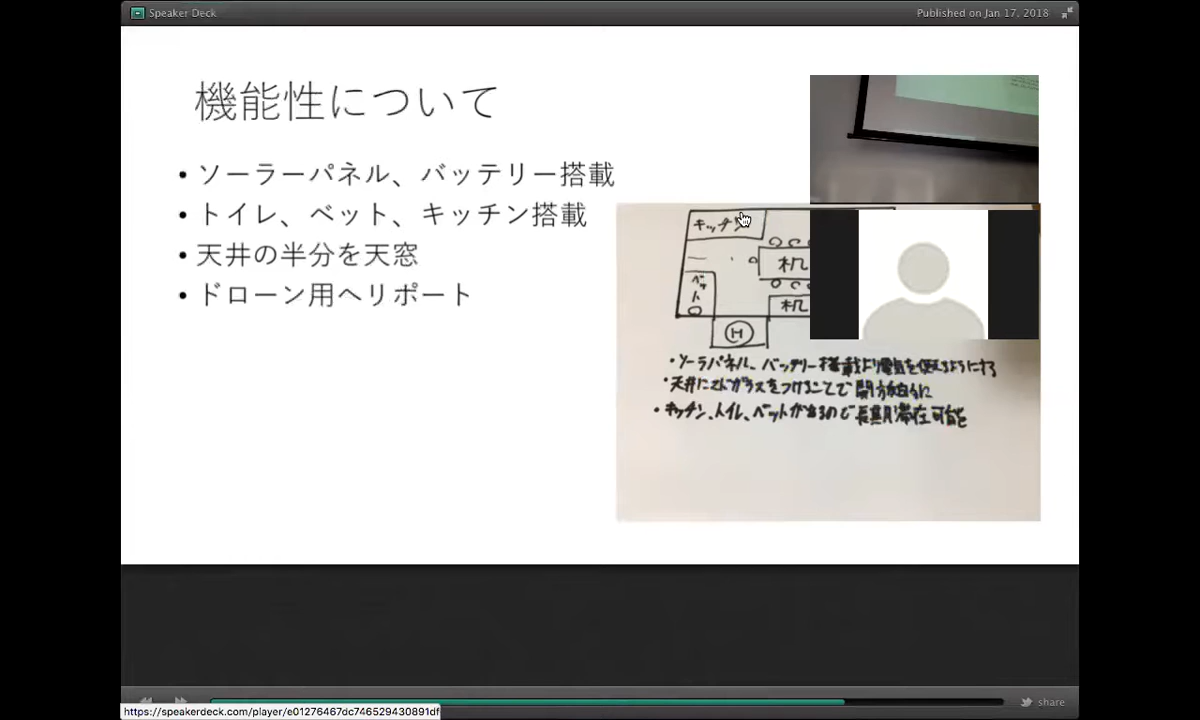 Speaker Deck
Published on Jan 17, 2018
機能性について
• ソーラーパネル、バッテリー搭載
• トイレ、ベット、キッチン搭載
• 天井の半分を天窓
• ドローン用ヘリポート
キッチン
机
ベット
机
H
・ソーラパネル、バッテリー搭載より電気を使えるようにする
・天井にまどガラスをつけることで開方的に
・キッチン、トイレ、ベットがあるので長期滞在可能を
share
https://speakerdeck.com/player/e01276467dc746529430891df